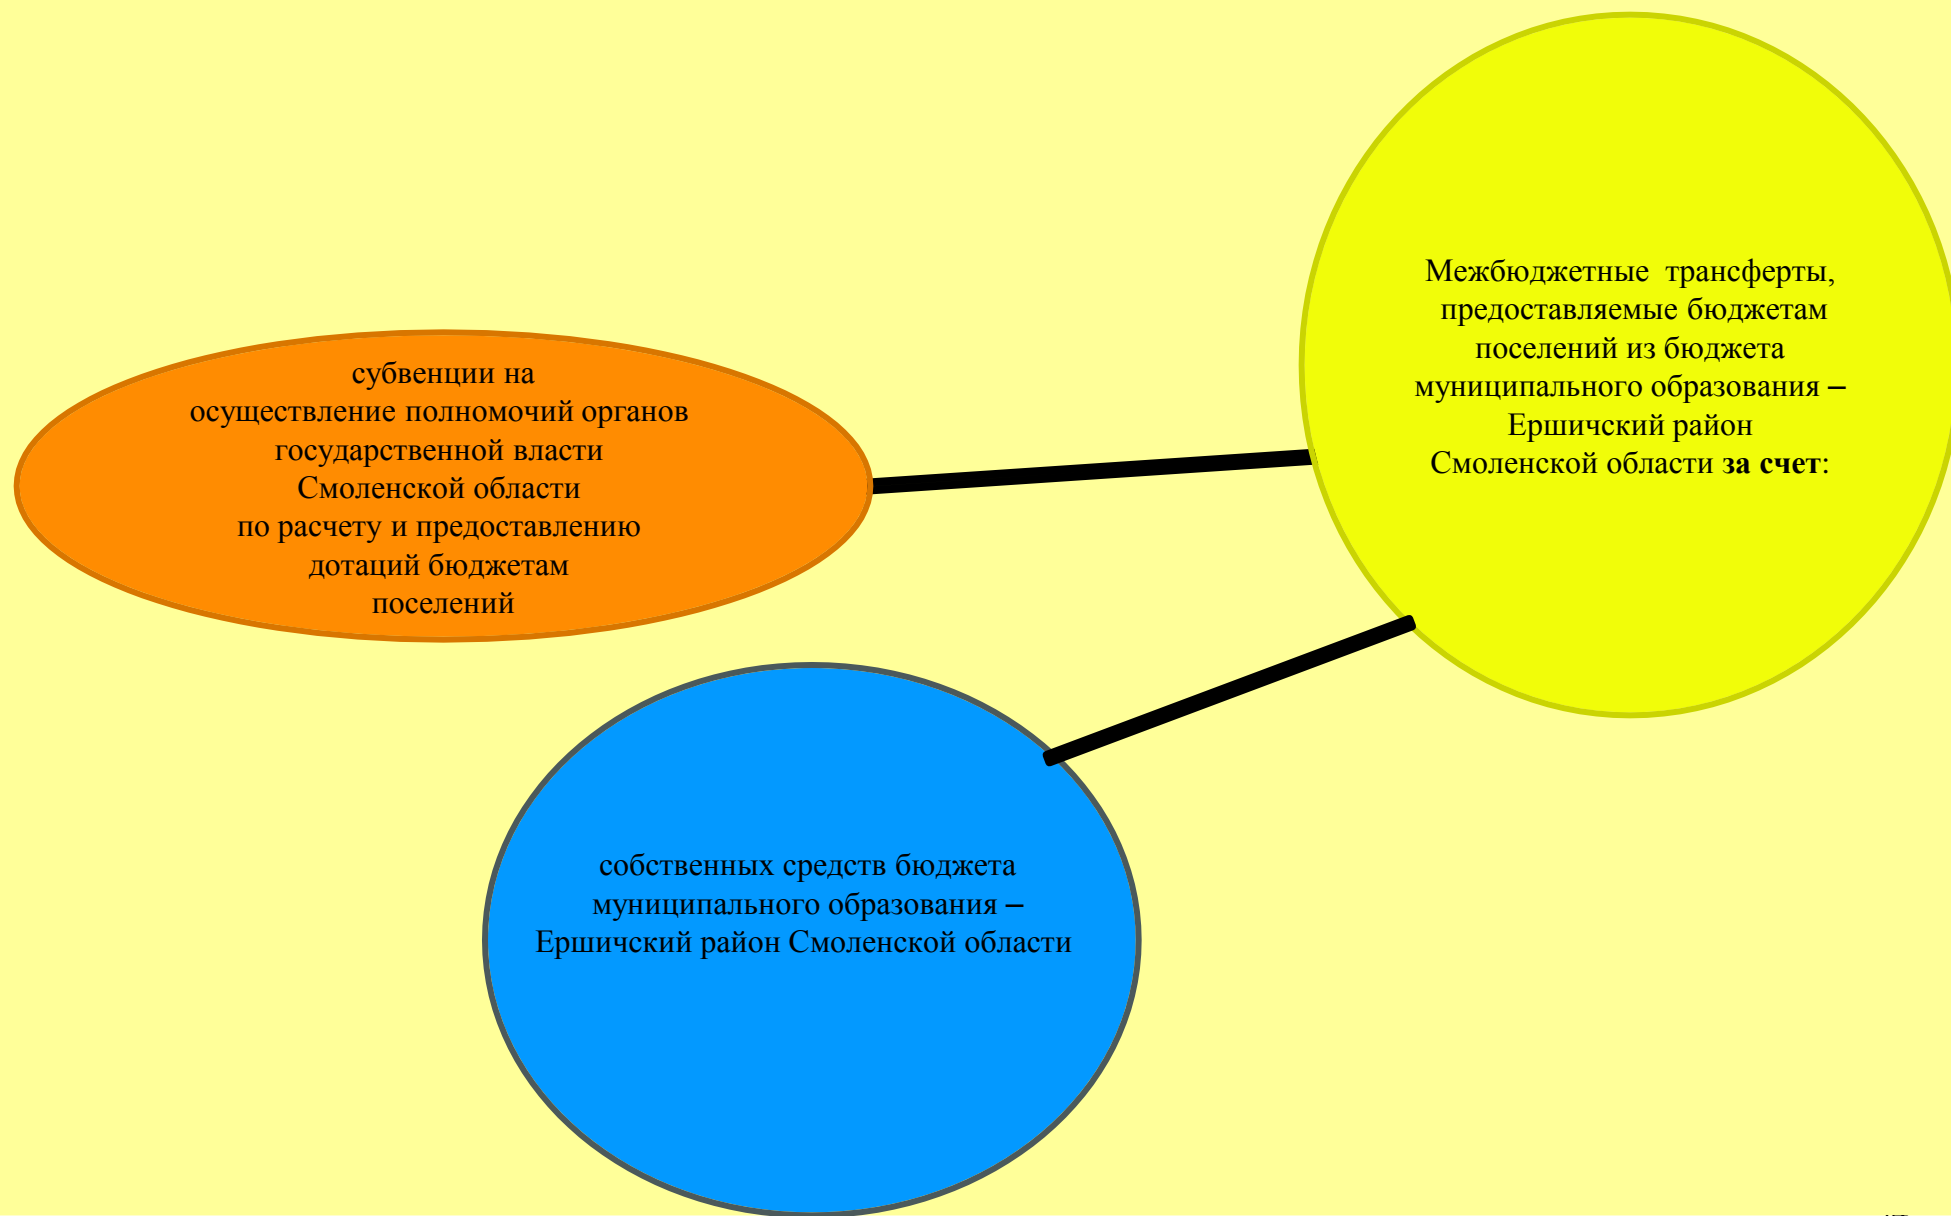 Межбюджетные трансферты,
предоставляемые бюджетам
поселений из бюджета
муниципального образования –
Ершичский район
Смоленской области за счет:
субвенции на
осуществление полномочий органов
государственной власти
Смоленской области
по расчету и предоставлению
дотаций бюджетам
поселений
собственных средств бюджета
муниципального образования –
Ершичский район Смоленской области